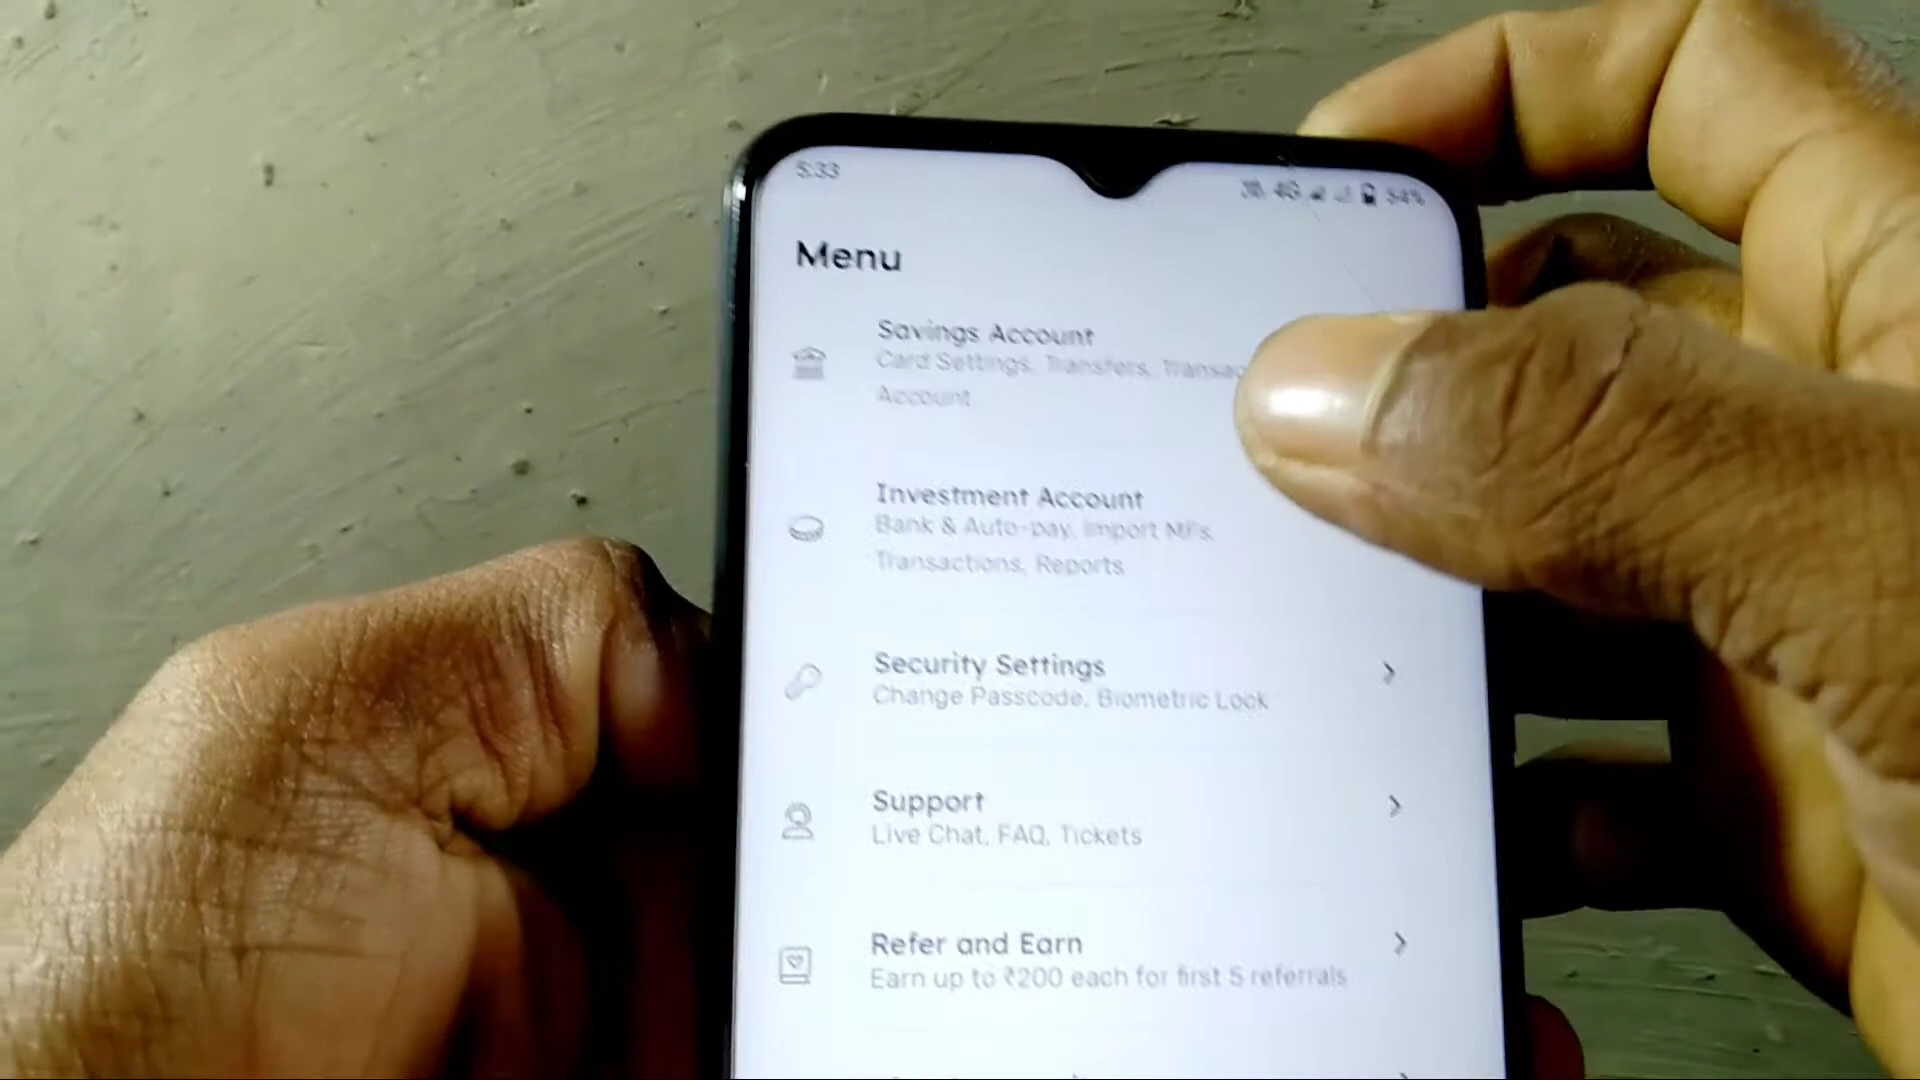 5:33
4G 54%
Menu
Savings Account
Card Settings, Transfers,
Account
Investment Account
Bank & Auto-pay, Import MFs,
Transactions, Reports
Security Settings
Change Passcode, Biometric Lock
Support
Live Chat, FAQ, Tickets
Refer and Earn
Earn up to ₹200 each for first 5 referrals